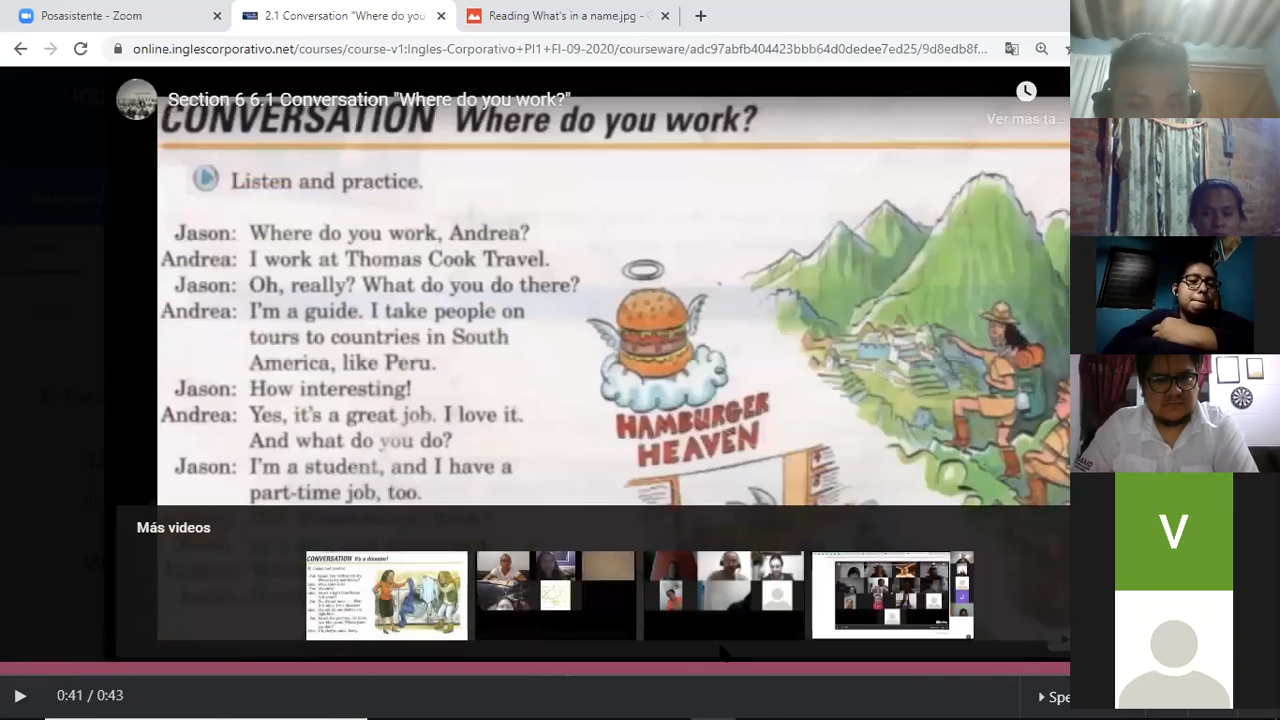 Posasistente - Zoom
2.1 Conversation "Where do you
Reading What's in a name.jpg - G
online.inglescorporativo.net/courses/course-v1:Ingles-Corporativo+PI1+FI-09-2020/courseware/adc97abfb404423bbb64d0dedee7ed25/9d8edb8f...
Section 6 6.1 Conversation "Where do you work?"
Ver más ta...
CONVERSATION Where do you work?
Listen and practice.
Jason: Where do you work, Andrea?
Andrea: I work at Thomas Cook Travel.
Jason: Oh, really? What do you do there?
Andrea: I'm a guide. I take people on
tours to countries in South
America, like Peru.
Jason: How interesting!
Andrea: Yes, it's a great job. I love it.
And what do you do?
Jason: I'm a student, and I have a
part-time job, too.
HAMBURGER
HEAVEN
Más videos
CONVERSATION It's a disaster!
0:41 / 0:43
Spe
V